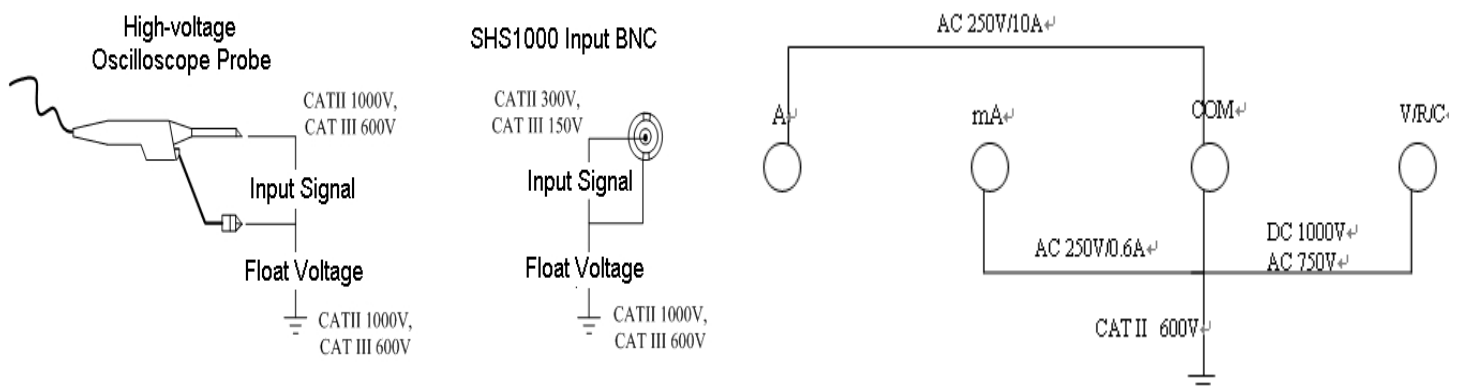 High-voltage
Oscilloscope Probe
CATII 1000V,
CAT III 600V
Input Signal
Float Voltage
CATII 1000V,
CAT III 600V
SHS1000 Input BNC
CATII 300V,
CAT III 150V
Input Signal
Float Voltage
CATII 1000V,
CAT III 600V
AC 250V/10A↵
A↵
mA↵
COM↵
V/R/C↵
AC 250V/0.6A↵
DC 1000V↵
AC 750V↵
CAT II 600V↵